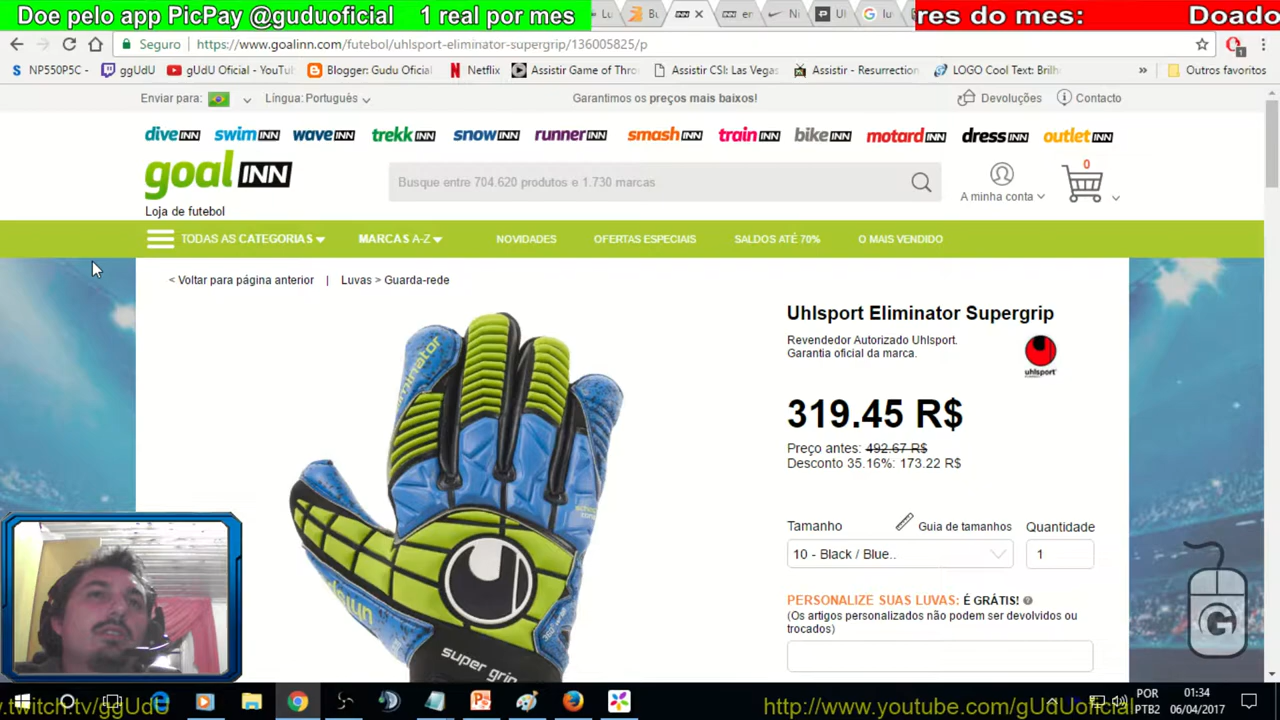 Doe pelo app PicPay @guduoficial 1 real por mes
res do mes: Doado
Seguro https://www.goalinn.com/futebol/uhlsport-eliminator-supergrip/136005825/p
NP550P5C - ggUdU gUdU Oficial - YouTu Blogger: Gudu Oficial Netflix Assistir Game of Thro Assistir CSI: Las Vegas Assistir - Resurrection LOGO Cool Text: Brilh » Outros favoritos
Enviar para: Língua: Português Garantimos os preços mais baixos! Devoluções Contacto
diveINN swimINN waveINN trekkINN snowINN runnerINN smashINN trainINN bikeINN motardINN dressINN outletINN
goalINN
Loja de futebol
Busque entre 704.620 produtos e 1.730 marcas
A minha conta
0
TODAS AS CATEGORIAS MARCAS A-Z NOVIDADES OFERTAS ESPECIAIS SALDOS ATÉ 70% O MAIS VENDIDO
< Voltar para página anterior | Luvas > Guarda-rede
Uhlsport Eliminator Supergrip
Revendedor Autorizado Uhlsport.
Garantia oficial da marca.
uhlsport
319.45 R$
Preço antes: 492.67 R$
Desconto 35.16%: 173.22 R$
Tamanho Guia de tamanhos Quantidade
10 - Black / Blue.. 1
PERSONALIZE SUAS LUVAS: É GRÁTIS!
(Os artigos personalizados não podem ser devolvidos ou
trocados)
super grip
POR 01:34
PTB2 06/04/2017
.twitch.tv/ggUdU http://www.youtube.com/gUdUoficial